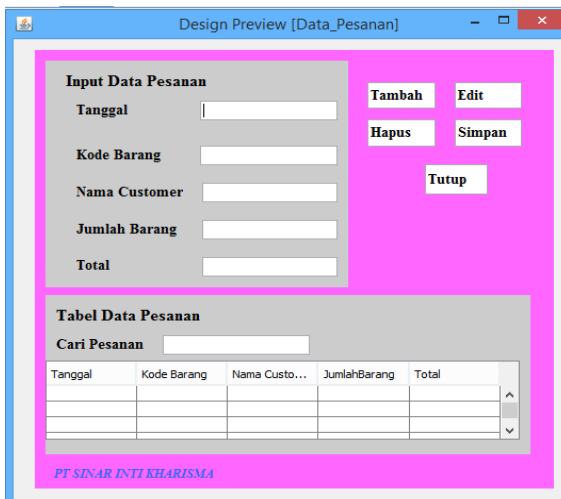 Design Preview [Data_Pesanan]
Input Data Pesanan
Tanggal
Kode Barang
Nama Customer
Jumlah Barang
Total
Tambah Edit
Hapus Simpan
Tutup
Tabel Data Pesanan
Cari Pesanan
Tanggal Kode Barang Nama Custo... JumlahBarang Total
PT SINAR INTI KHARISMA